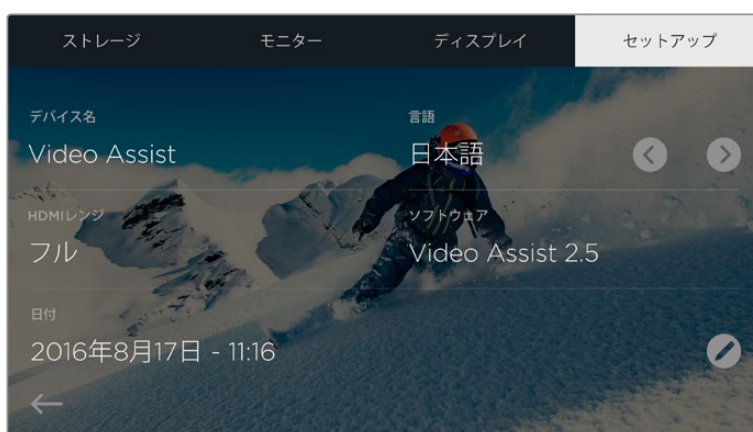 ストレージ
モニター
ディスプレイ
セットアップ
デバイス名
Video Assist
言語
日本語
HDMIレンジ
フル
ソフトウェア
Video Assist 2.5
日付
2016年8月17日 - 11:16